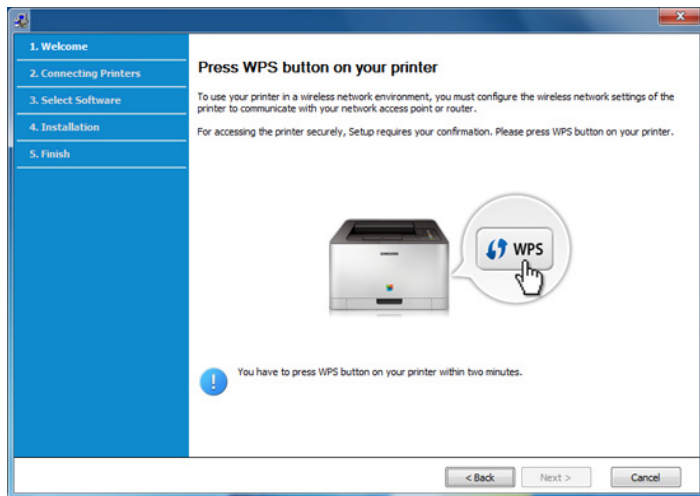 1. Welcome
2. Connecting Printers
3. Select Software
4. Installation
5. Finish
Press WPS button on your printer
To use your printer in a wireless network environment, you must configure the wireless network settings of the
printer to communicate with your network access point or router.
For accessing the printer securely, Setup requires your confirmation. Please press WPS button on your printer.
SAMSUNG
WPS
You have to press WPS button on your printer within two minutes.
< Back
Next >
Cancel